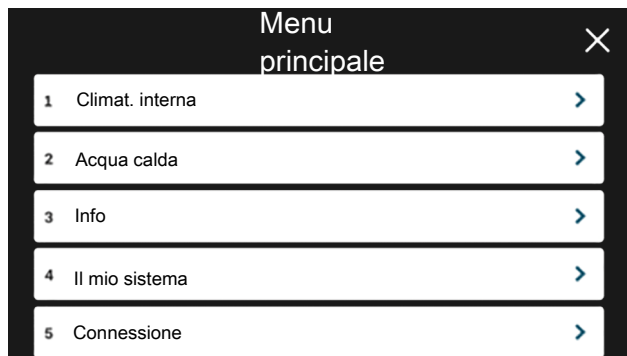 Menu
principale
1 Climat. interna
2 Acqua calda
3 Info
4 Il mio sistema
5 Connessione